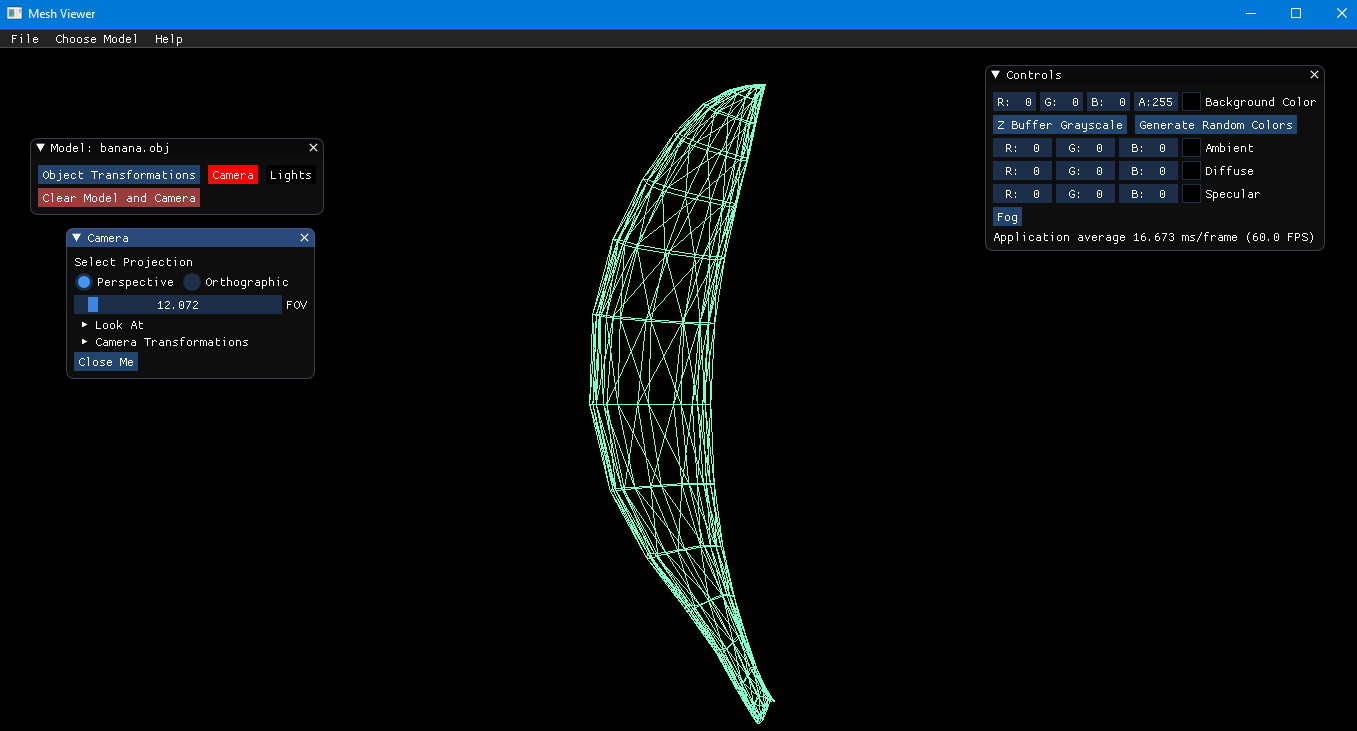 Mesh Viewer
File Choose Model Help
Model: banana.obj
Object Transformations Camera Lights
Clear Model and Camera
Camera
Select Projection
Perspective Orthographic
12.072 FOV
Look At
Camera Transformations
Close Me
Controls
R: 0 G: 0 B: 0 A:255 Background Color
Z Buffer Grayscale Generate Random Colors
R: 0 G: 0 B: 0 Ambient
R: 0 G: 0 B: 0 Diffuse
R: 0 G: 0 B: 0 Specular
Fog
Application average 16.673 ms/frame (60.0 FPS)